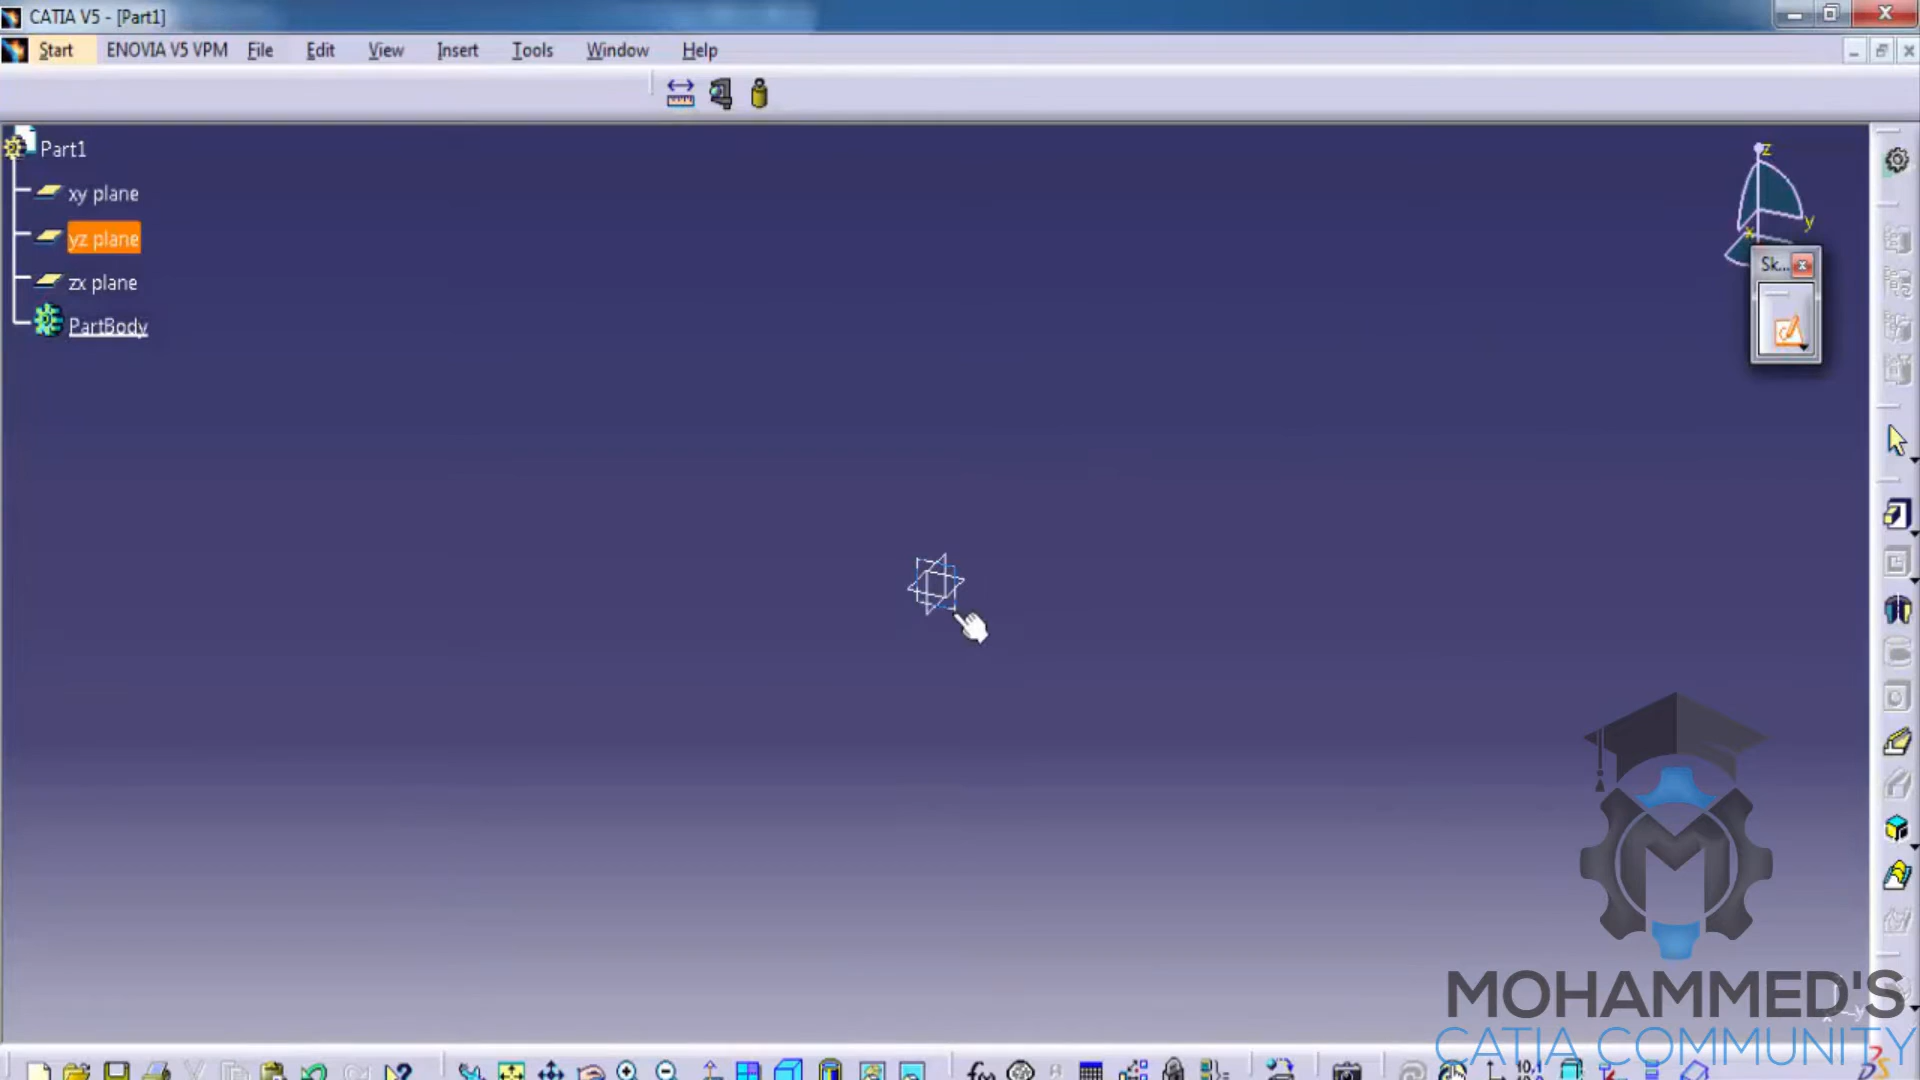 CATIA V5 - [Part1]
Start ENOVIA V5 VPM File Edit View Insert Tools Window Help
Part1
xy plane
yz plane
zx plane
PartBody
z
y
x
Sk...
MOHAMMED'S
CATIA COMMUNITY